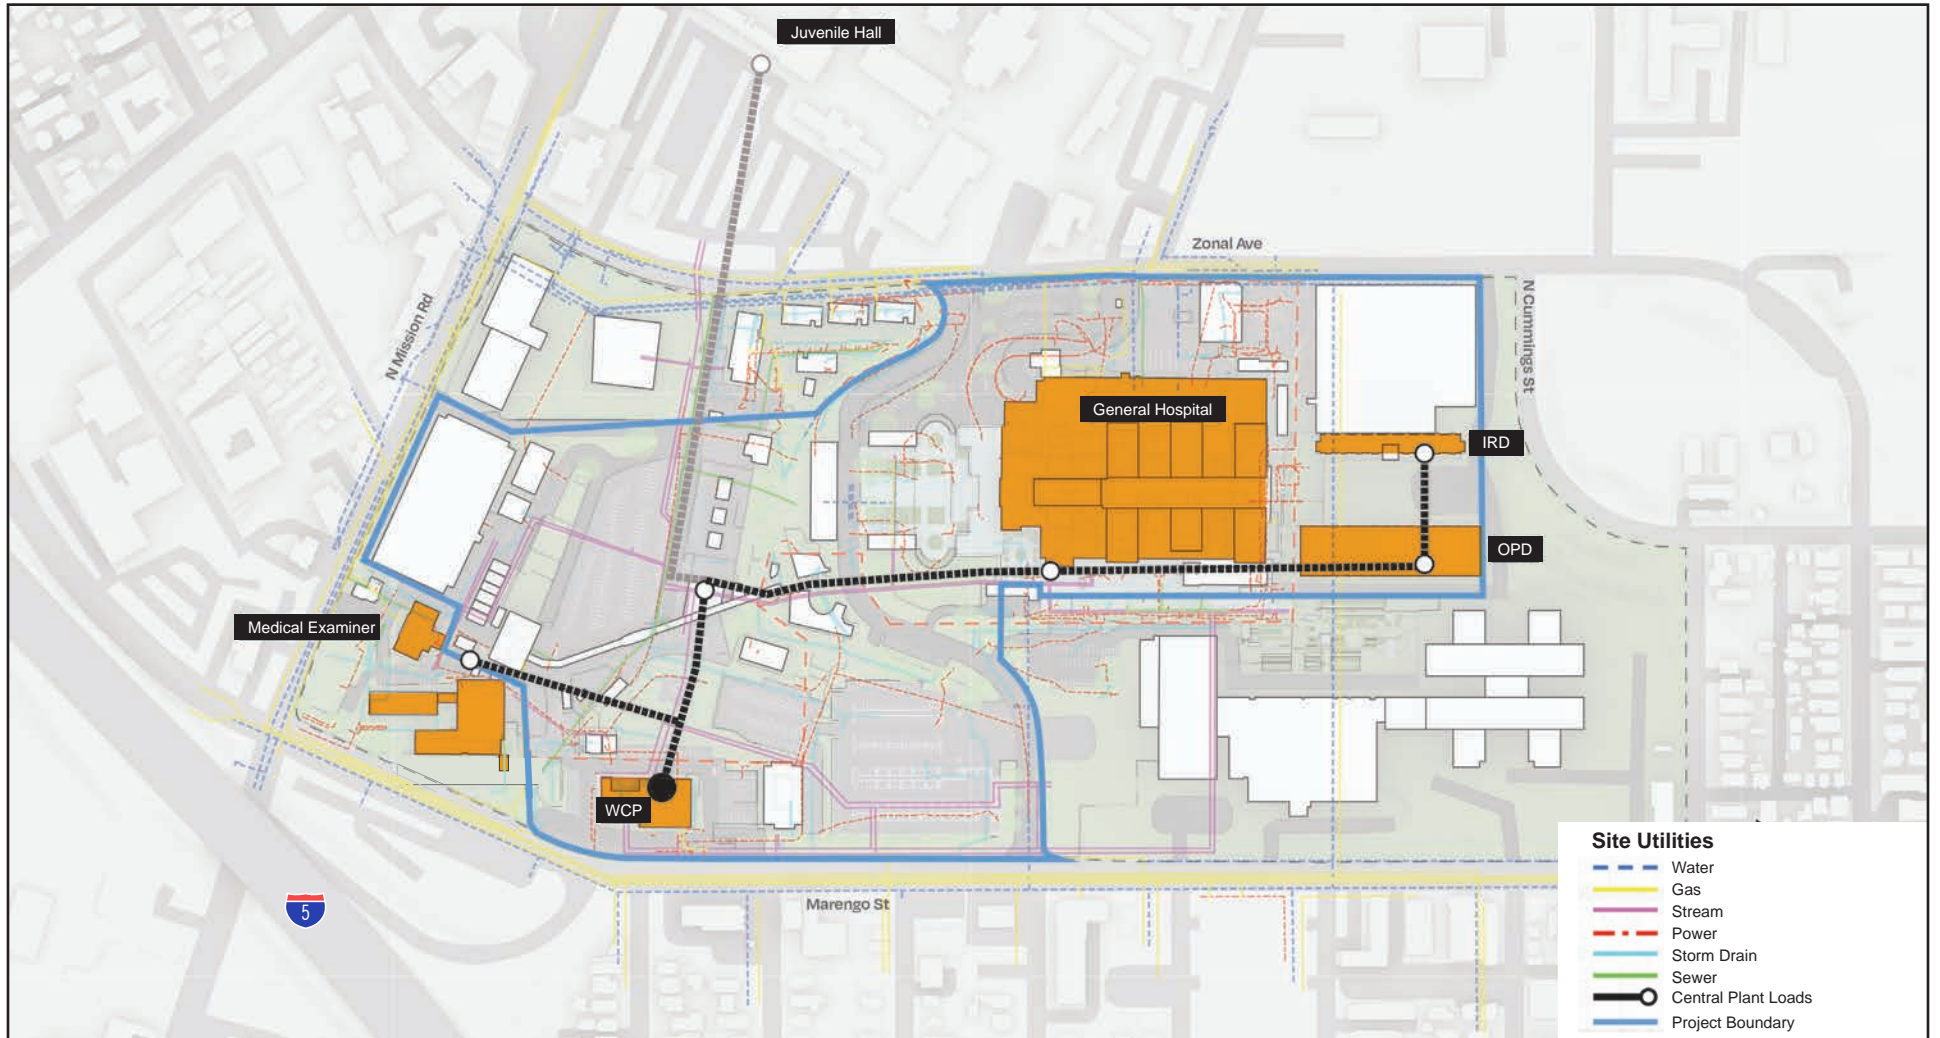 Juvenile Hall
Zonal Ave
N Mission Rd
N Cummings St
General Hospital
IRD
OPD
Medical Examiner
WCP
5
Marengo St
Site Utilities
Water
Gas
Stream
Power
Storm Drain
Sewer
Central Plant Loads
Project Boundary